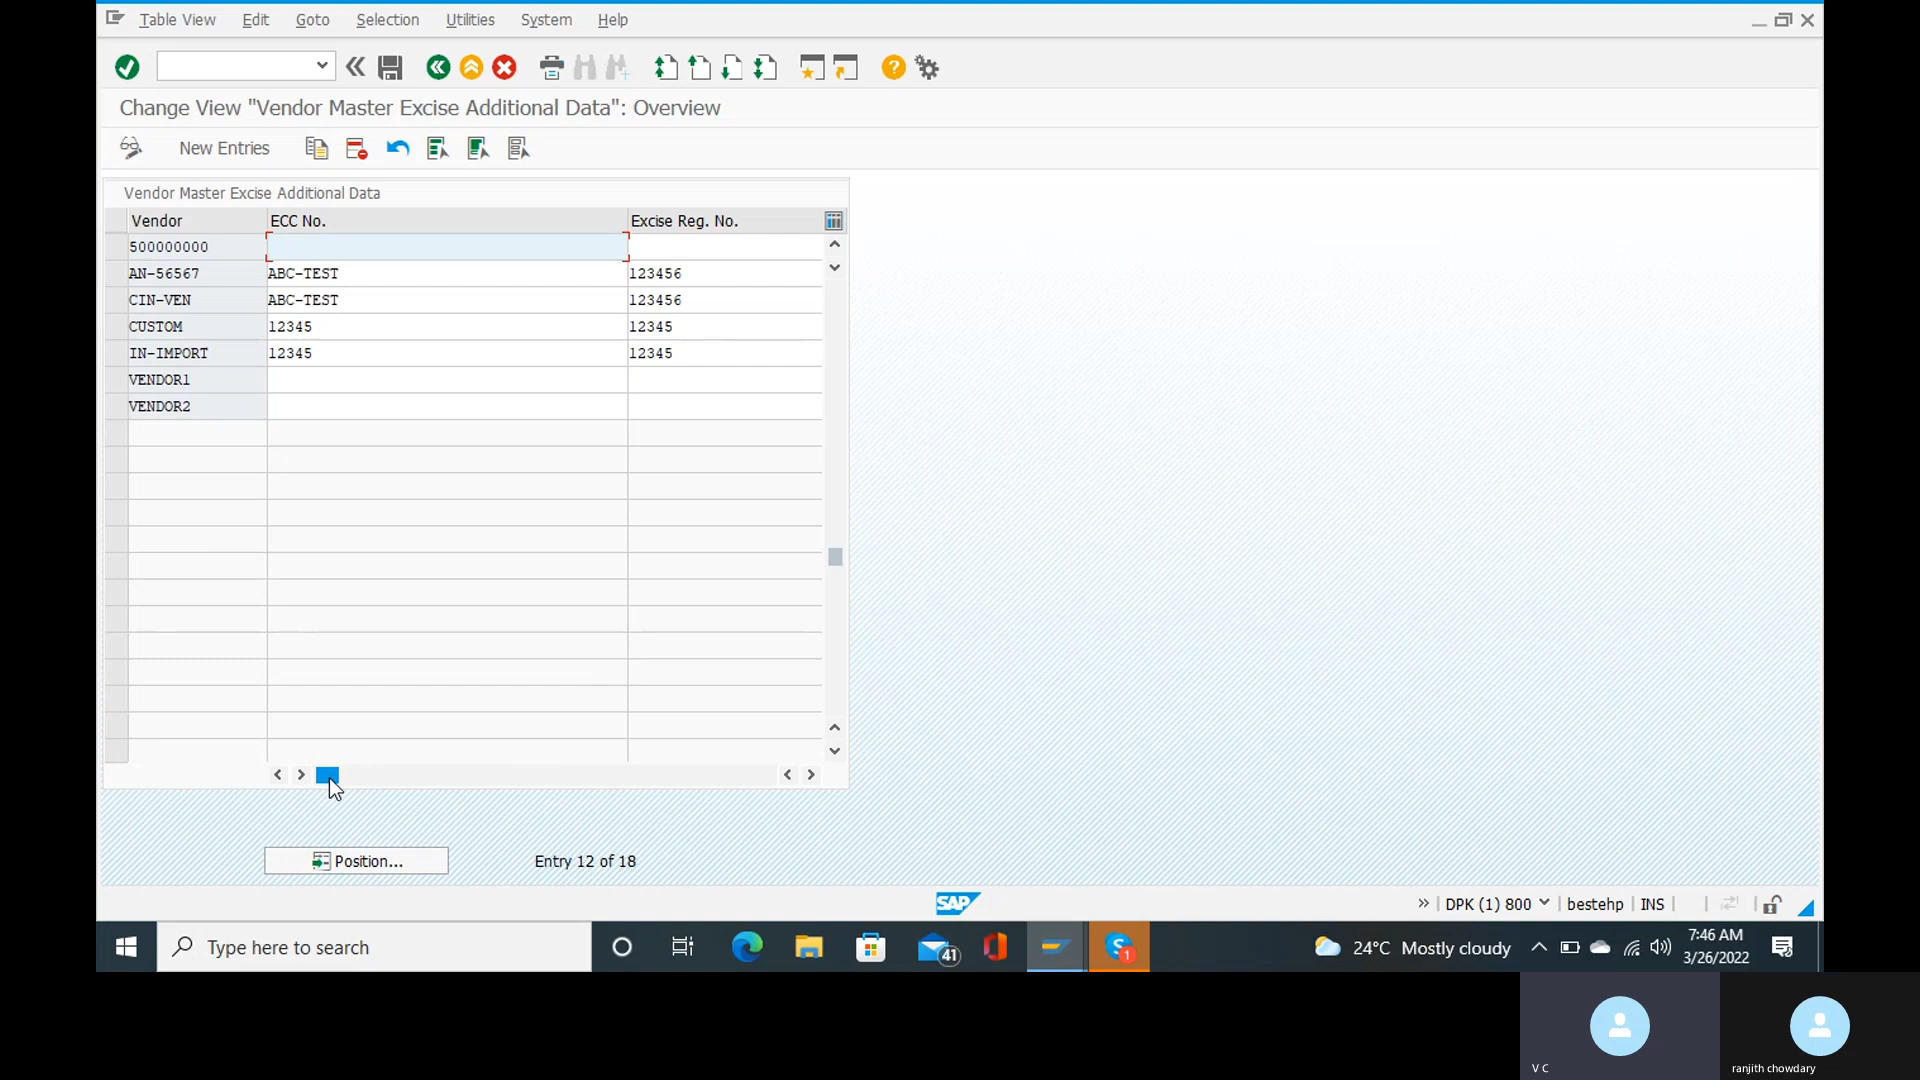 Table View Edit Goto Selection Utilities System Help
Change View "Vendor Master Excise Additional Data": Overview
New Entries
Vendor Master Excise Additional Data
Vendor ECC No. Excise Reg. No.
500000000
AN-56567 ABC-TEST 123456
CIN-VEN ABC-TEST 123456
CUSTOM 12345 12345
IN-IMPORT 12345 12345
VENDOR1
VENDOR2
Position... Entry 12 of 18
SAP DPK (1) 800 bestehp INS
Type here to search 41 S 1 24°C Mostly cloudy 7:46 AM
3/26/2022
V C ranjith chowdary